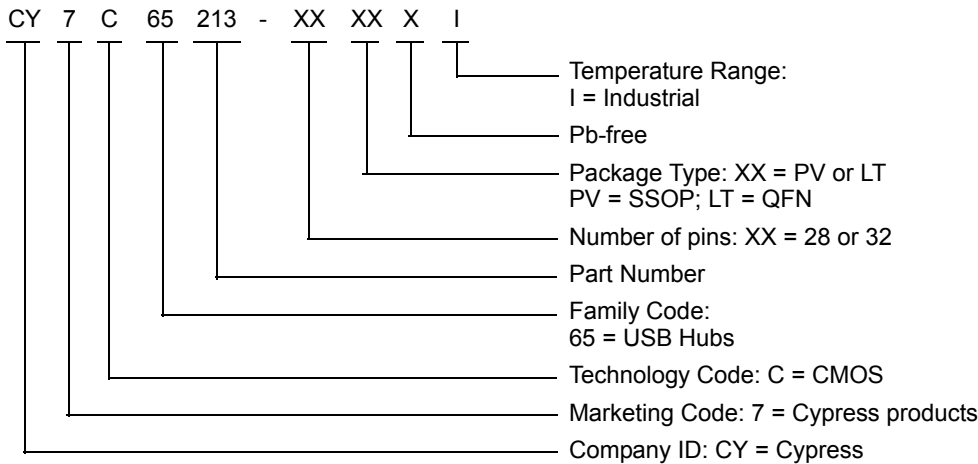 CY 7 C 65 213 - XX XX X I
Temperature Range:
I = Industrial
Pb-free
Package Type: XX = PV or LT
PV = SSOP; LT = QFN
Number of pins: XX = 28 or 32
Part Number
Family Code:
65 = USB Hubs
Technology Code: C = CMOS
Marketing Code: 7 = Cypress products
Company ID: CY = Cypress